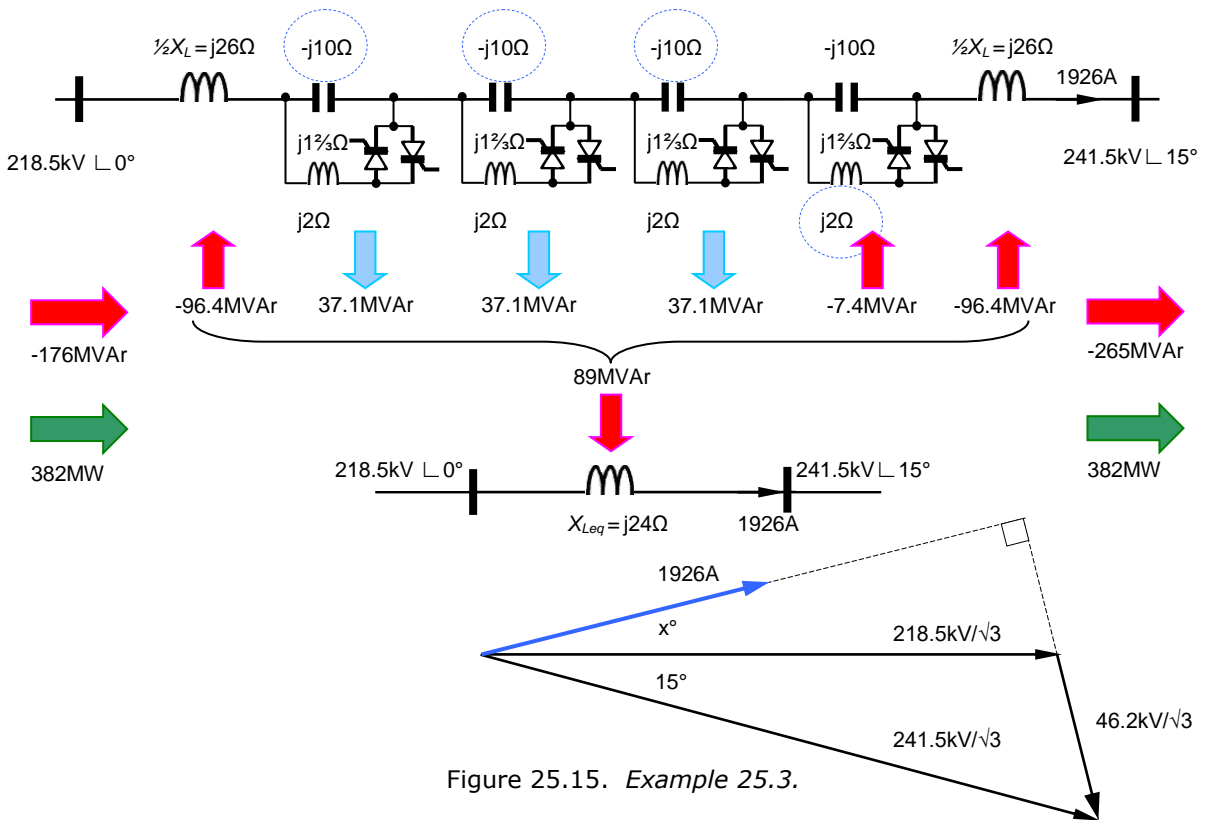 ½X_L = j26Ω
-j10Ω
-j10Ω
-j10Ω
-j10Ω
½X_L = j26Ω
1926A
j1⅔Ω
j1⅔Ω
j1⅔Ω
j1⅔Ω
218.5kV ∟0°
241.5kV∟15°
j2Ω
j2Ω
j2Ω
j2Ω
-96.4MVAr
37.1MVAr
37.1MVAr
37.1MVAr
-7.4MVAr
-96.4MVAr
-176MVAr
-265MVAr
89MVAr
382MW
382MW
218.5kV ∟0°
241.5kV∟15°
X_Leq = j24Ω
1926A
1926A
x°
218.5kV/√3
15°
46.2kV/√3
241.5kV/√3
Figure 25.15. Example 25.3.